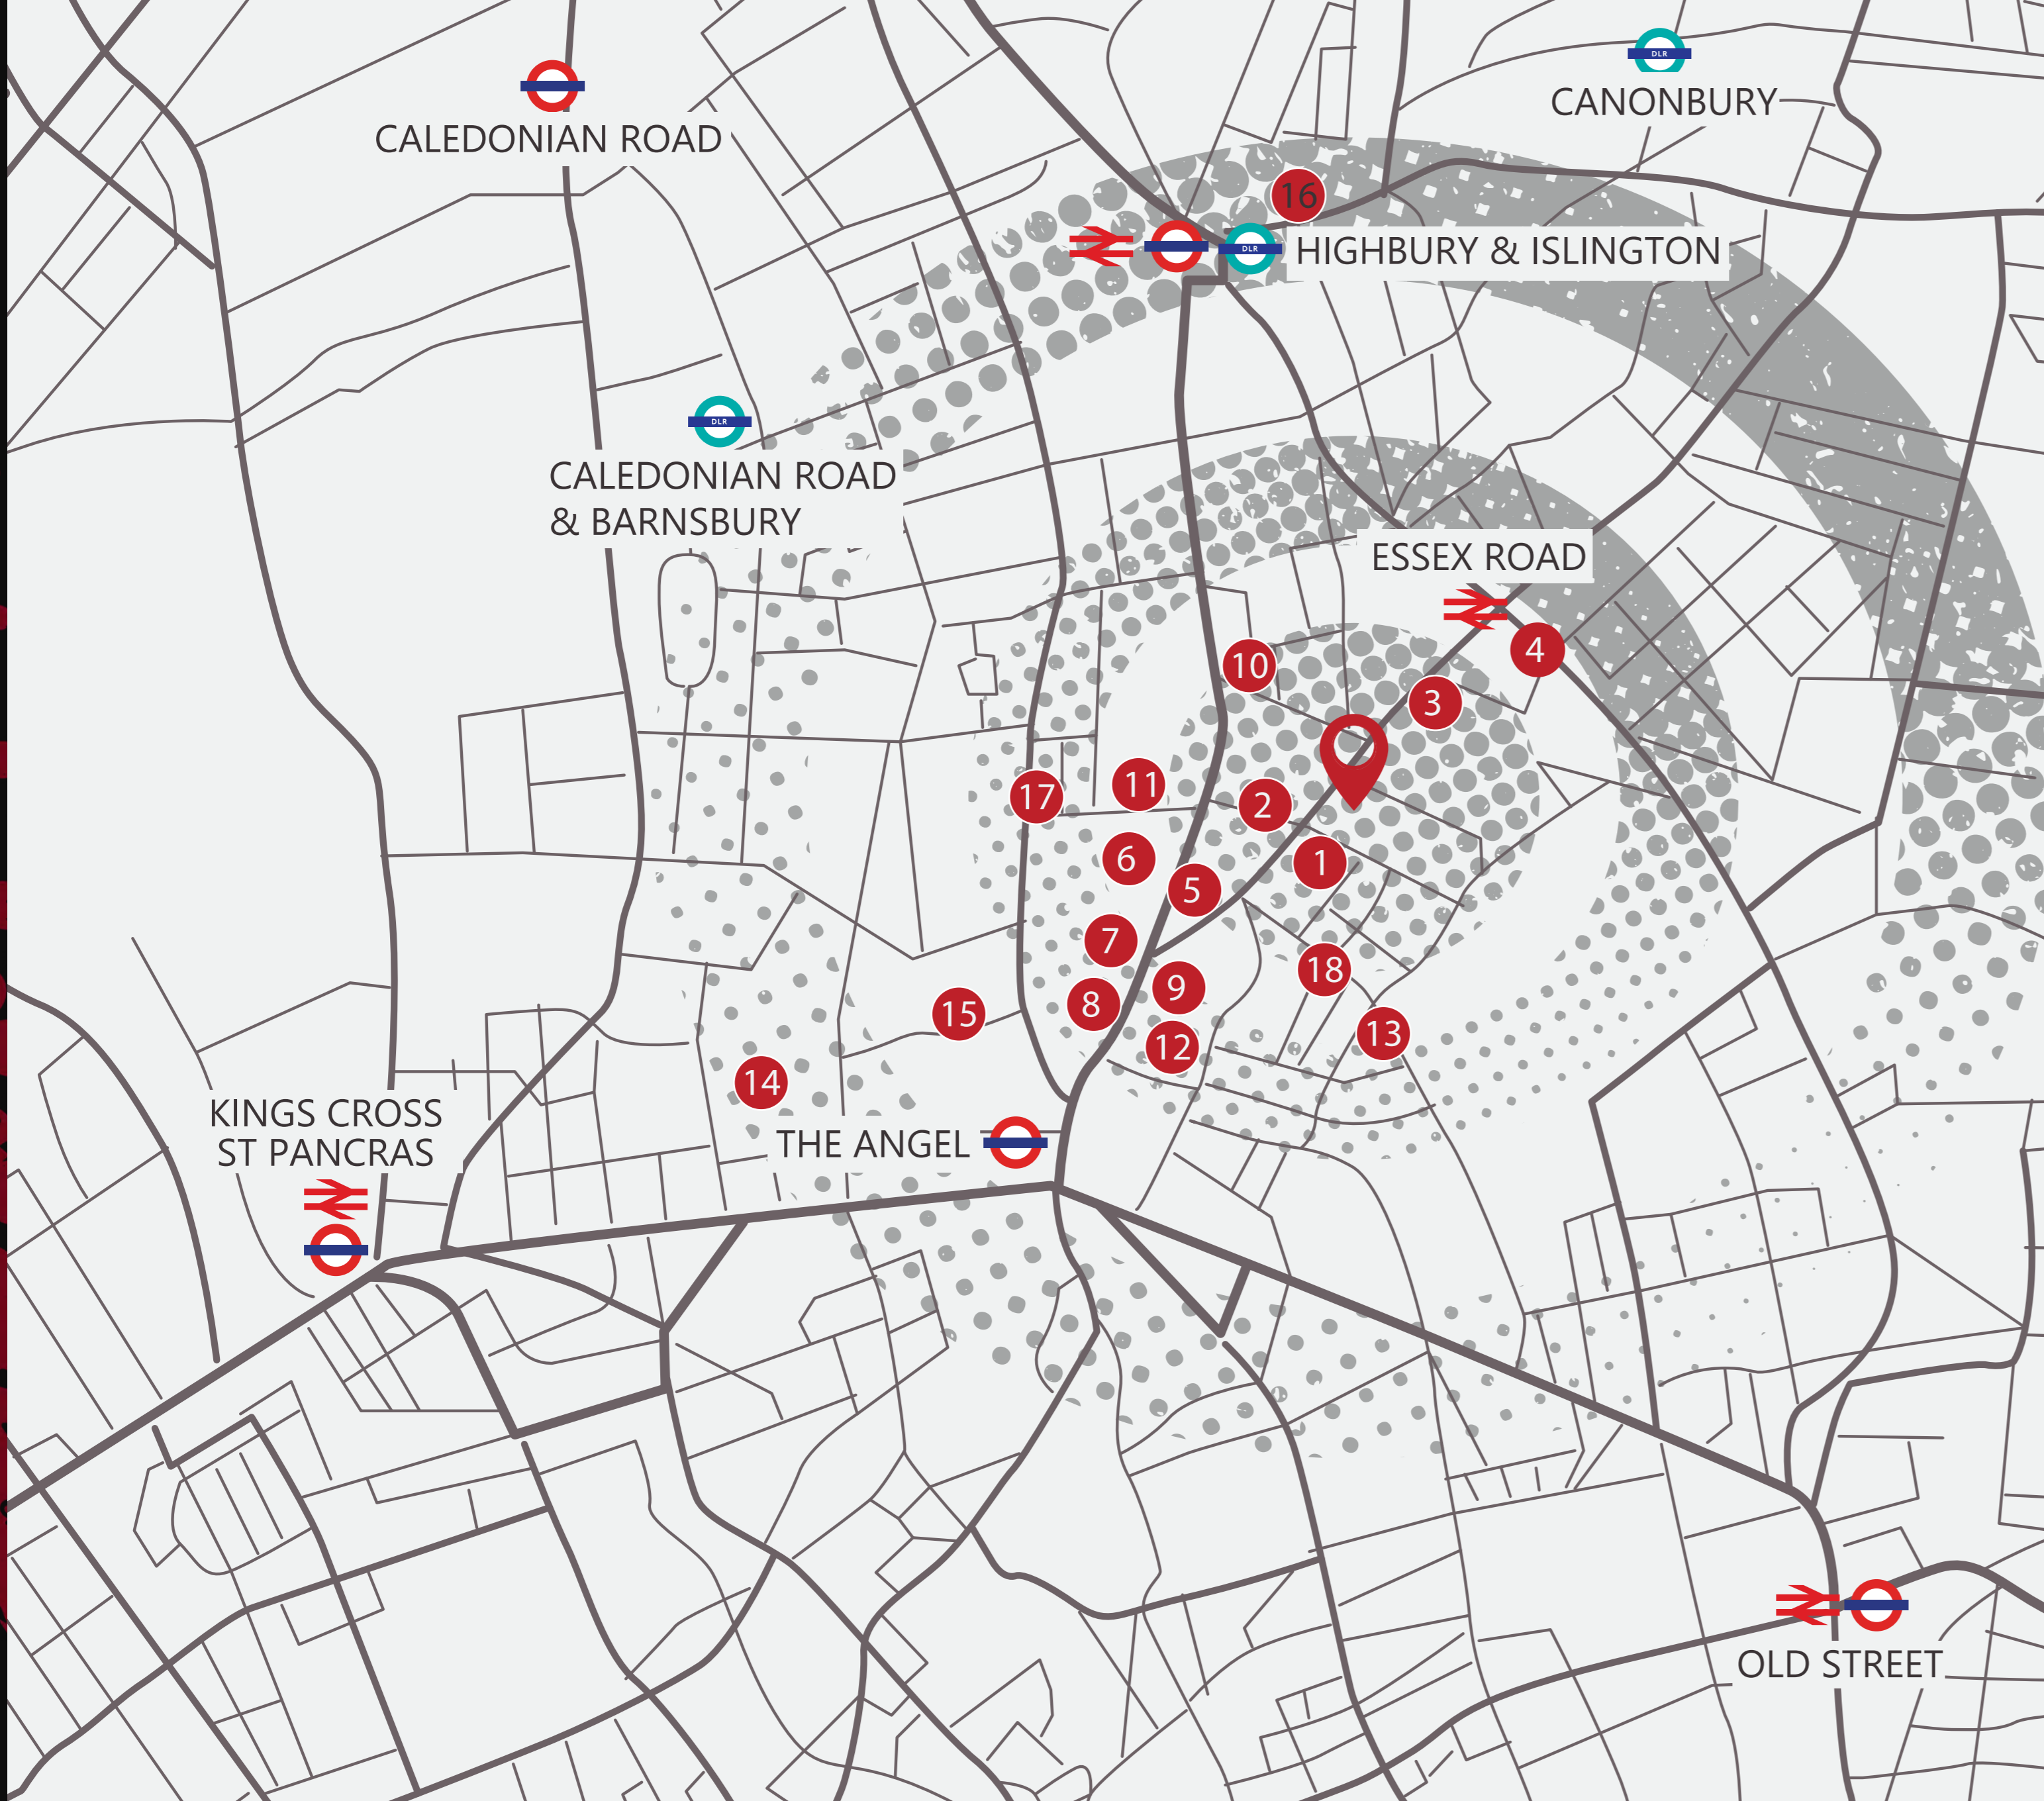 DLR
CANONBURY
CALEDONIAN ROAD
16
DLR
HIGHBURY & ISLINGTON
DLR
CALEDONIAN ROAD
& BARNSBURY
ESSEX ROAD
4
10
3
17
11
2
6
1
5
7
18
9
8
15
13
12
14
KINGS CROSS
ST PANCRAS
THE ANGEL
OLD STREET